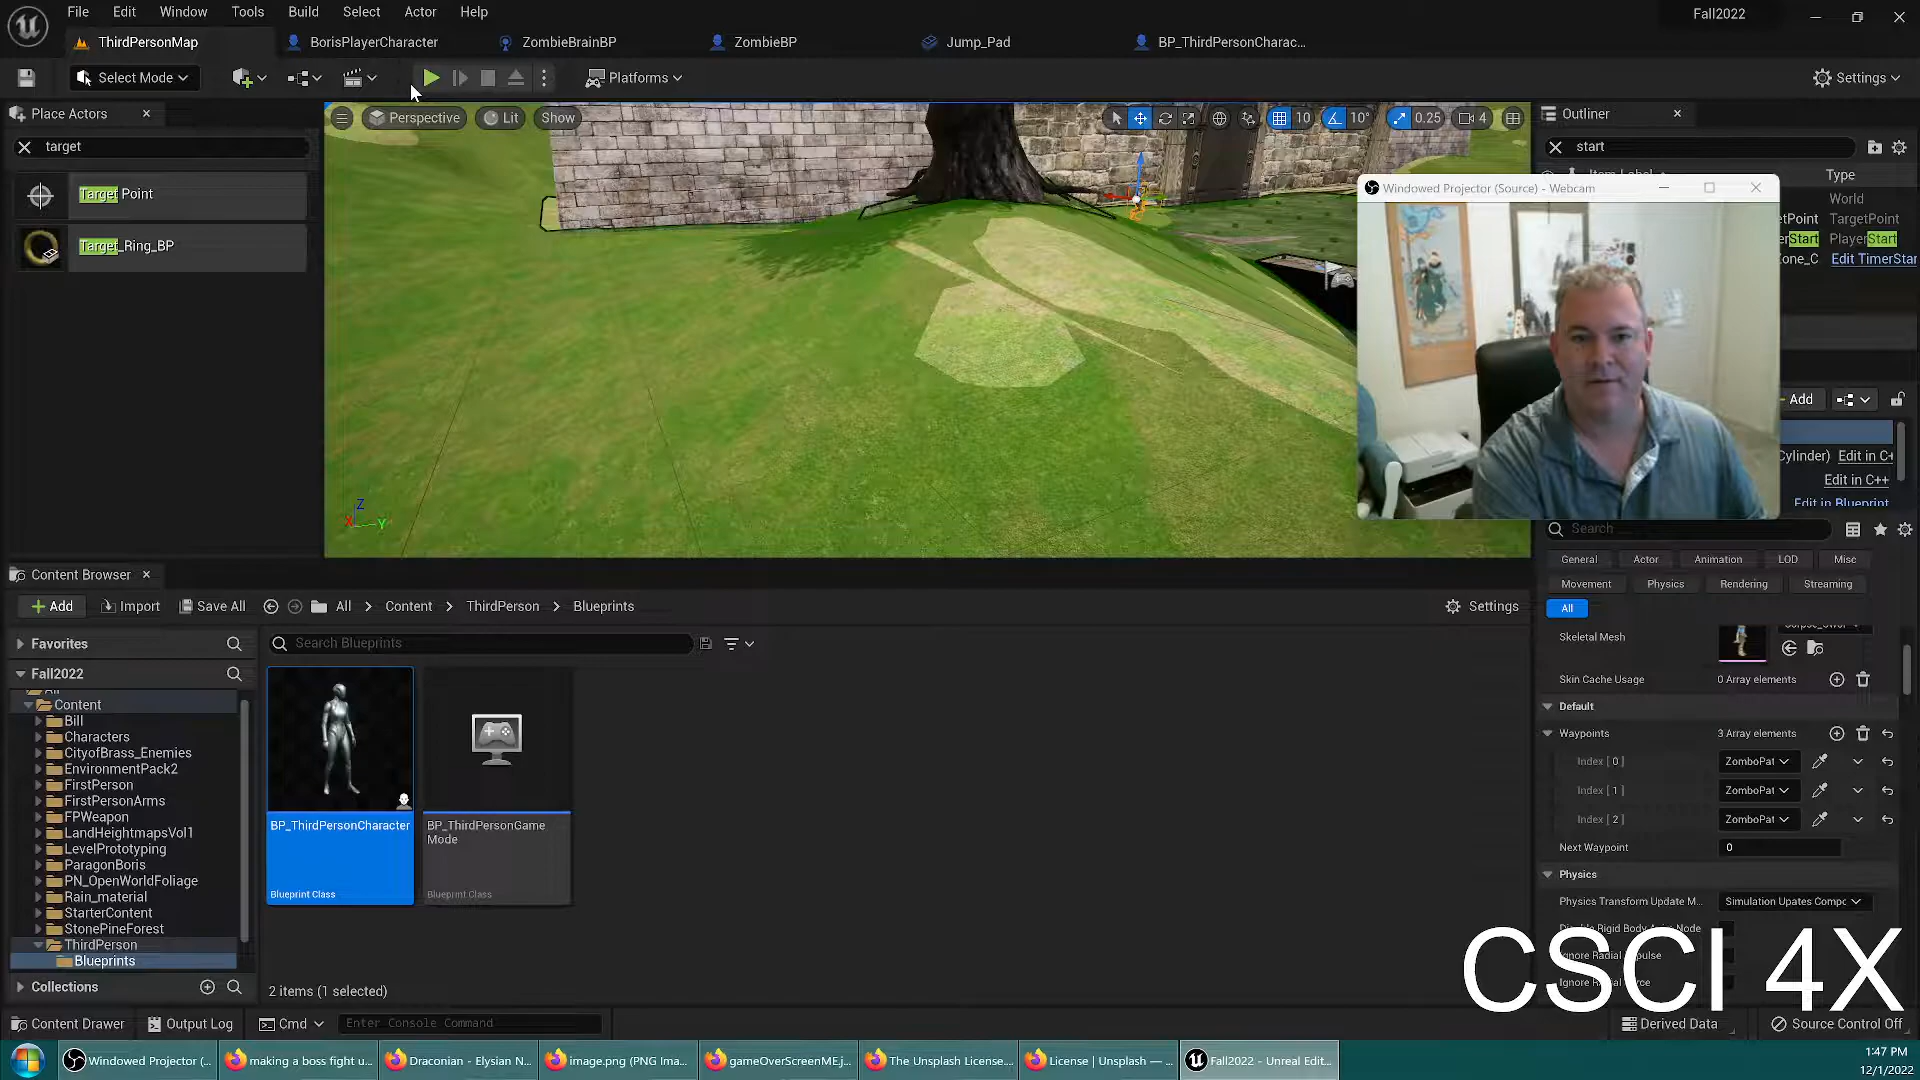 File Edit Window Tools Build Select Actor Help
Fall2022
ThirdPersonMap BorisPlayerCharacter ZombieBrainBP ZombieBP Jump_Pad BP_ThirdPersonCharac...
Select Mode Platforms Settings
Place Actors
target
Target Point
Target_Ring_BP
Perspective Lit Show
10 10° 0.25 4
Z
X Y
Outliner
start
Item Label Type
World
etPoint TargetPoint
erStart PlayerStart
Zone_C Edit TimerStar
Windowed Projector (Source) - Webcam
Add
Cylinder) Edit in C+
Edit in C++
Edit in Blueprint
Search
General Actor Animation LOD Misc
Movement Physics Rendering Streaming
All
Skeletal Mesh
Skin Cache Usage 0 Array elements
Default
Waypoints 3 Array elements
Index [ 0 ] ZomboPat
Index [ 1 ] ZomboPat
Index [ 2 ] ZomboPat
Next Waypoint 0
Physics
Physics Transform Update M... Simulation Upates Compo
Content Browser
Add Import Save All All > Content > ThirdPerson > Blueprints Settings
Favorites
Search Blueprints
Fall2022
All
Content
Bill
Characters
CityofBrass_Enemies
EnvironmentPack2
FirstPerson
FirstPersonArms
FPWeapon
LandHeightmapsVol1
LevelPrototyping
ParagonBoris
PN_OpenWorldFoliage
Rain_material
StarterContent
StonePineForest
ThirdPerson
Blueprints
Collections
BP_ThirdPersonCharacter
Blueprint Class
BP_ThirdPersonGame
Mode
Blueprint Class
2 items (1 selected)
CSCI 4X
Content Drawer Output Log Cmd Enter Console Command Derived Data Source Control Off
Windowed Projector (... making a boss fight u... Draconian - Elysian N... image.png (PNG Ima... gameOverScreenME.j... The Unsplash License... License | Unsplash — ... Fall2022 - Unreal Edit...
1:47 PM
12/1/2022